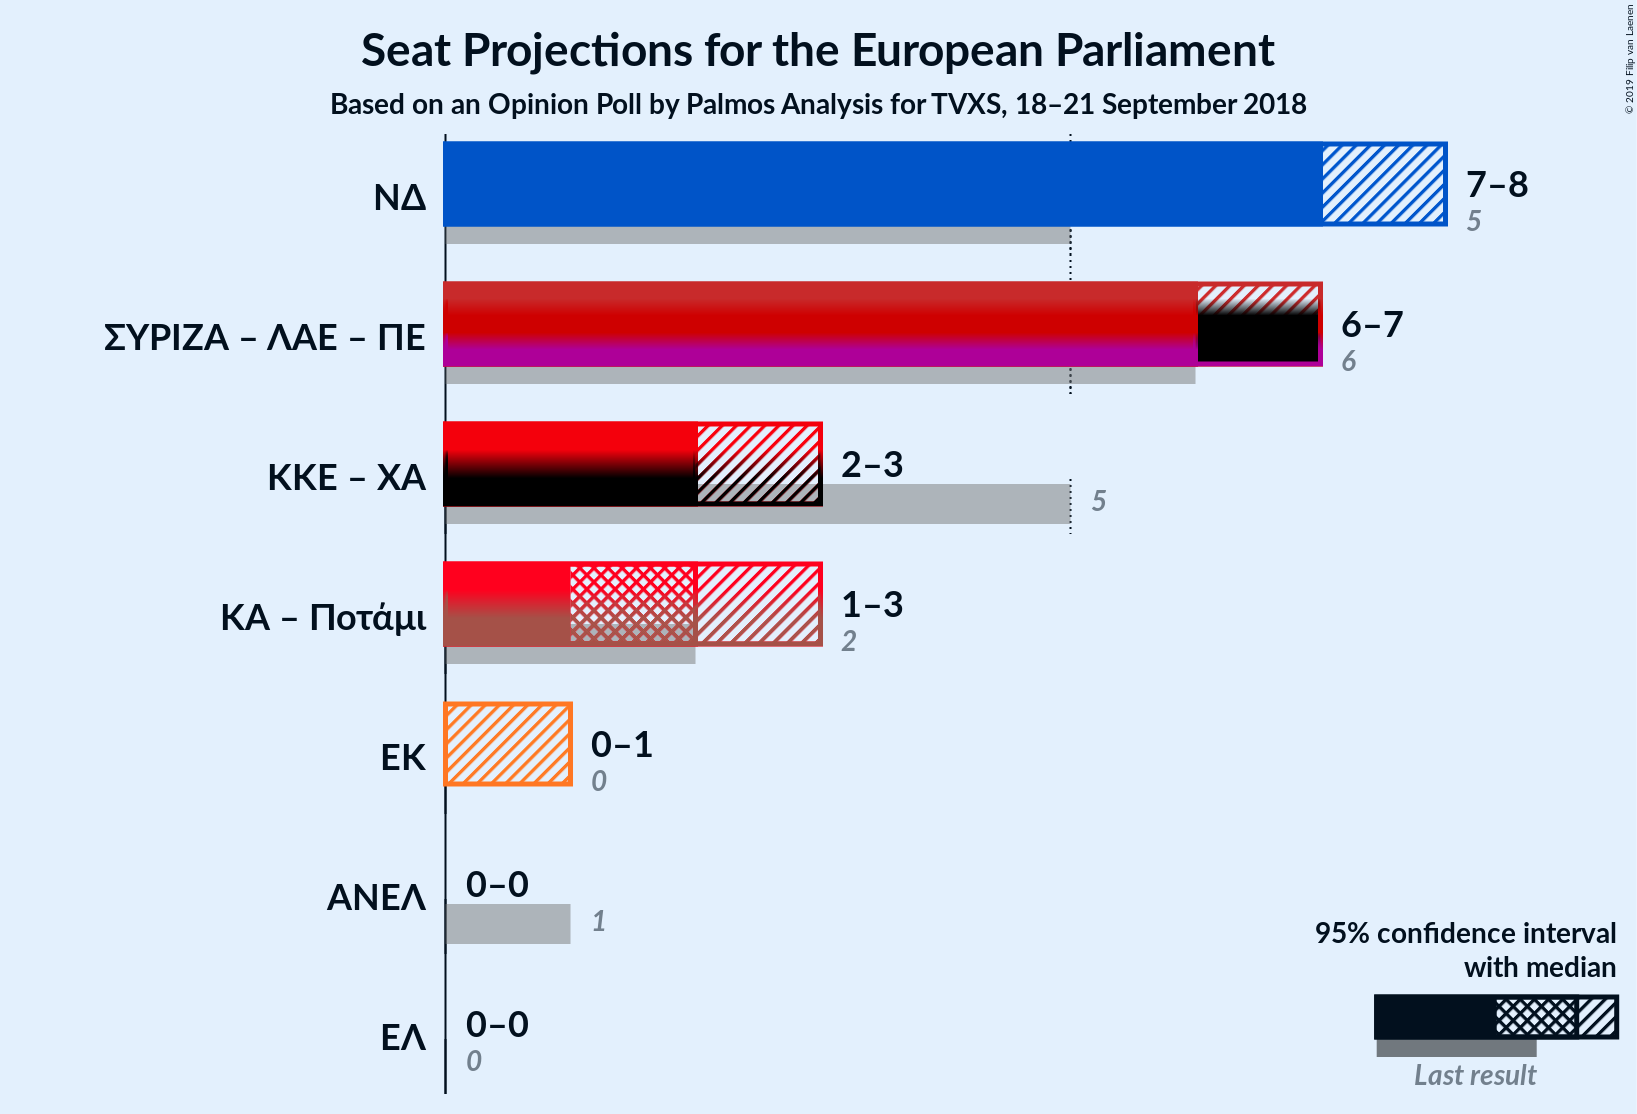 Seat Projections for the European Parliament
Based on an Opinion Poll by Palmos Analysis for TVXS, 18–21 September 2018
© 2019 Filip van Laenen
ΝΔ
7–8
5
ΣΥΡΙΖΑ – ΛΑΕ – ΠΕ
6–7
6
ΚΚΕ – ΧΑ
2–3
5
ΚΑ – Ποτάμι
1–3
2
ΕΚ
0–1
0
ΑΝΕΛ
0–0
1
ΕΛ
0–0
0
95% confidence interval
with median
Last result